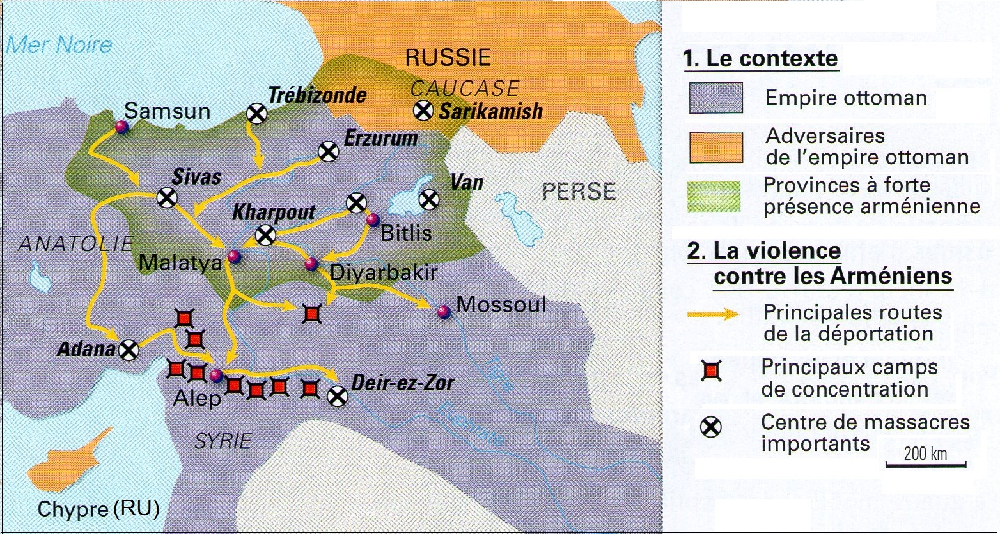 Mer Noire
RUSSIE
CAUCASE
Trébizonde
Samsun
Sarikamish
Erzurum
Sivas
Van
PERSE
Kharpout
Bitlis
ANATOLIE
Malatya
Diyarbakir
Mossoul
Adana
Tigre
Deir-ez-Zor
Alep
Euphrate
SYRIE
Chypre (RU)
1. Le contexte
Empire ottoman
Adversaires
de l'empire ottoman
Provinces à forte
présence arménienne
2. La violence
contre les Arméniens
Principales routes
de la déportation
Principaux camps
de concentration
Centre de massacres
importants
200 km